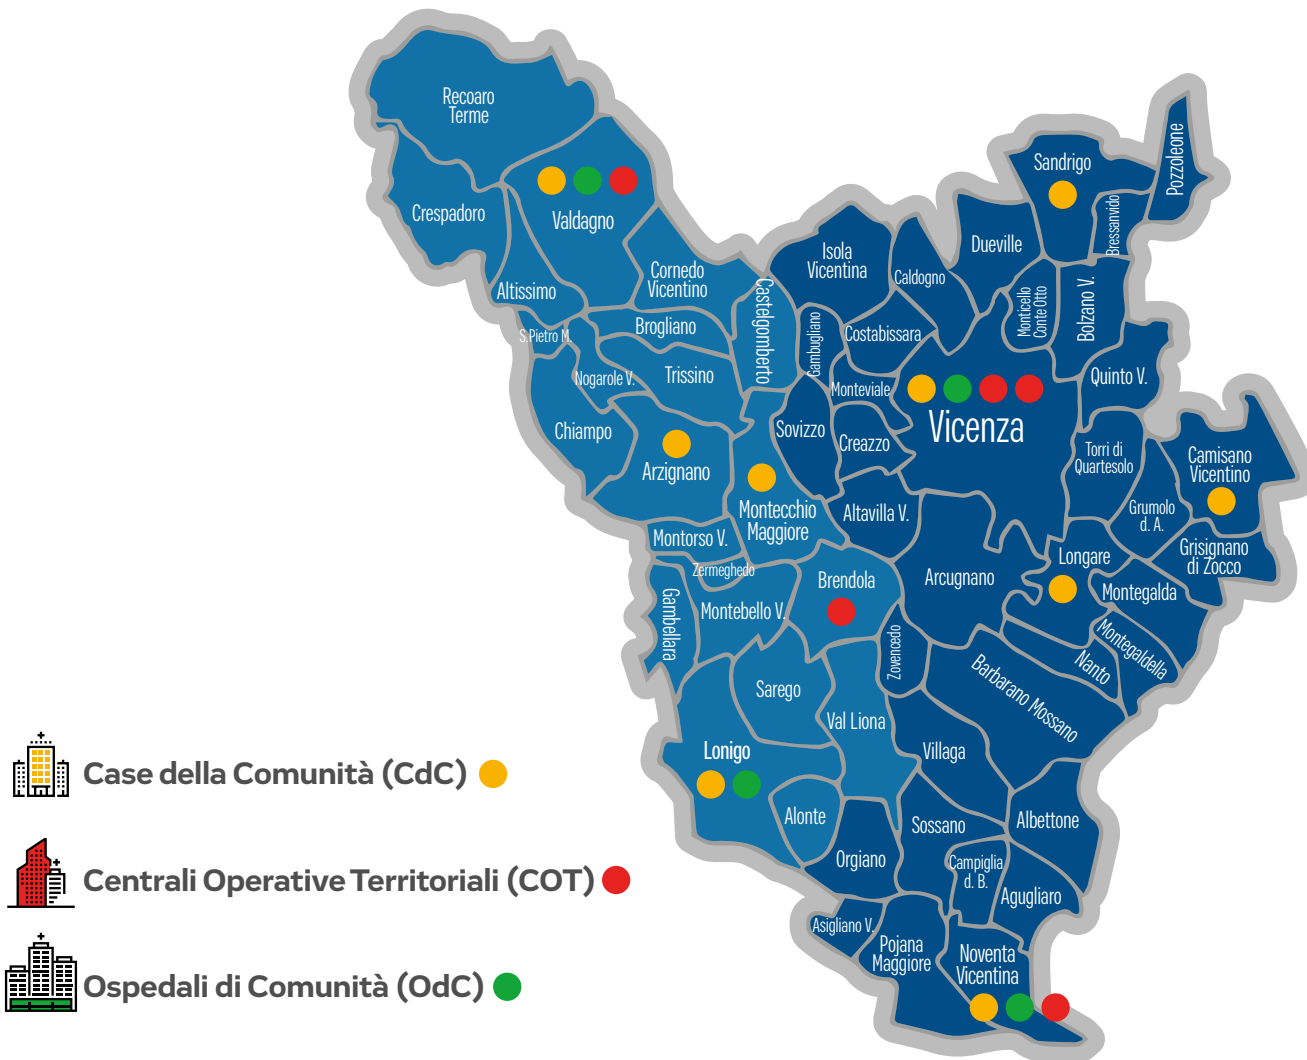 Recoaro
Terme
Crespadoro
Valdagno
Altissimo
Cornedo
Vicentino
S.Pietro M.
Brogliano
Castelgomberto
Nogarole V.
Trissino
Chiampo
Arzignano
Montecchio
Maggiore
Montorso V.
Zermeghedo
Gambellara
Montebello V.
Brendola
Sarego
Val Liona
Lonigo
Alonte
Isola
Vicentina
Caldogno
Dueville
Sandrigo
Bressanvido
Pozzoleone
Gambugliano
Costabissara
Monticello
Conte Otto
Bolzano V.
Monteviale
Quinto V.
Sovizzo
Creazzo
Vicenza
Torri di
Quartesolo
Camisano
Vicentino
Altavilla V.
Grumolo
d. A.
Grisignano
di Zocco
Arcugnano
Longare
Montegalda
Montegaldella
Nanto
Zovencedo
Barbarano Mossano
Villaga
Sossano
Albettone
Orgiano
Campiglia
d. B.
Agugliaro
Asigliano V.
Pojana
Maggiore
Noventa
Vicentina
Case della Comunità (CdC)
Centrali Operative Territoriali (COT)
Ospedali di Comunità (OdC)